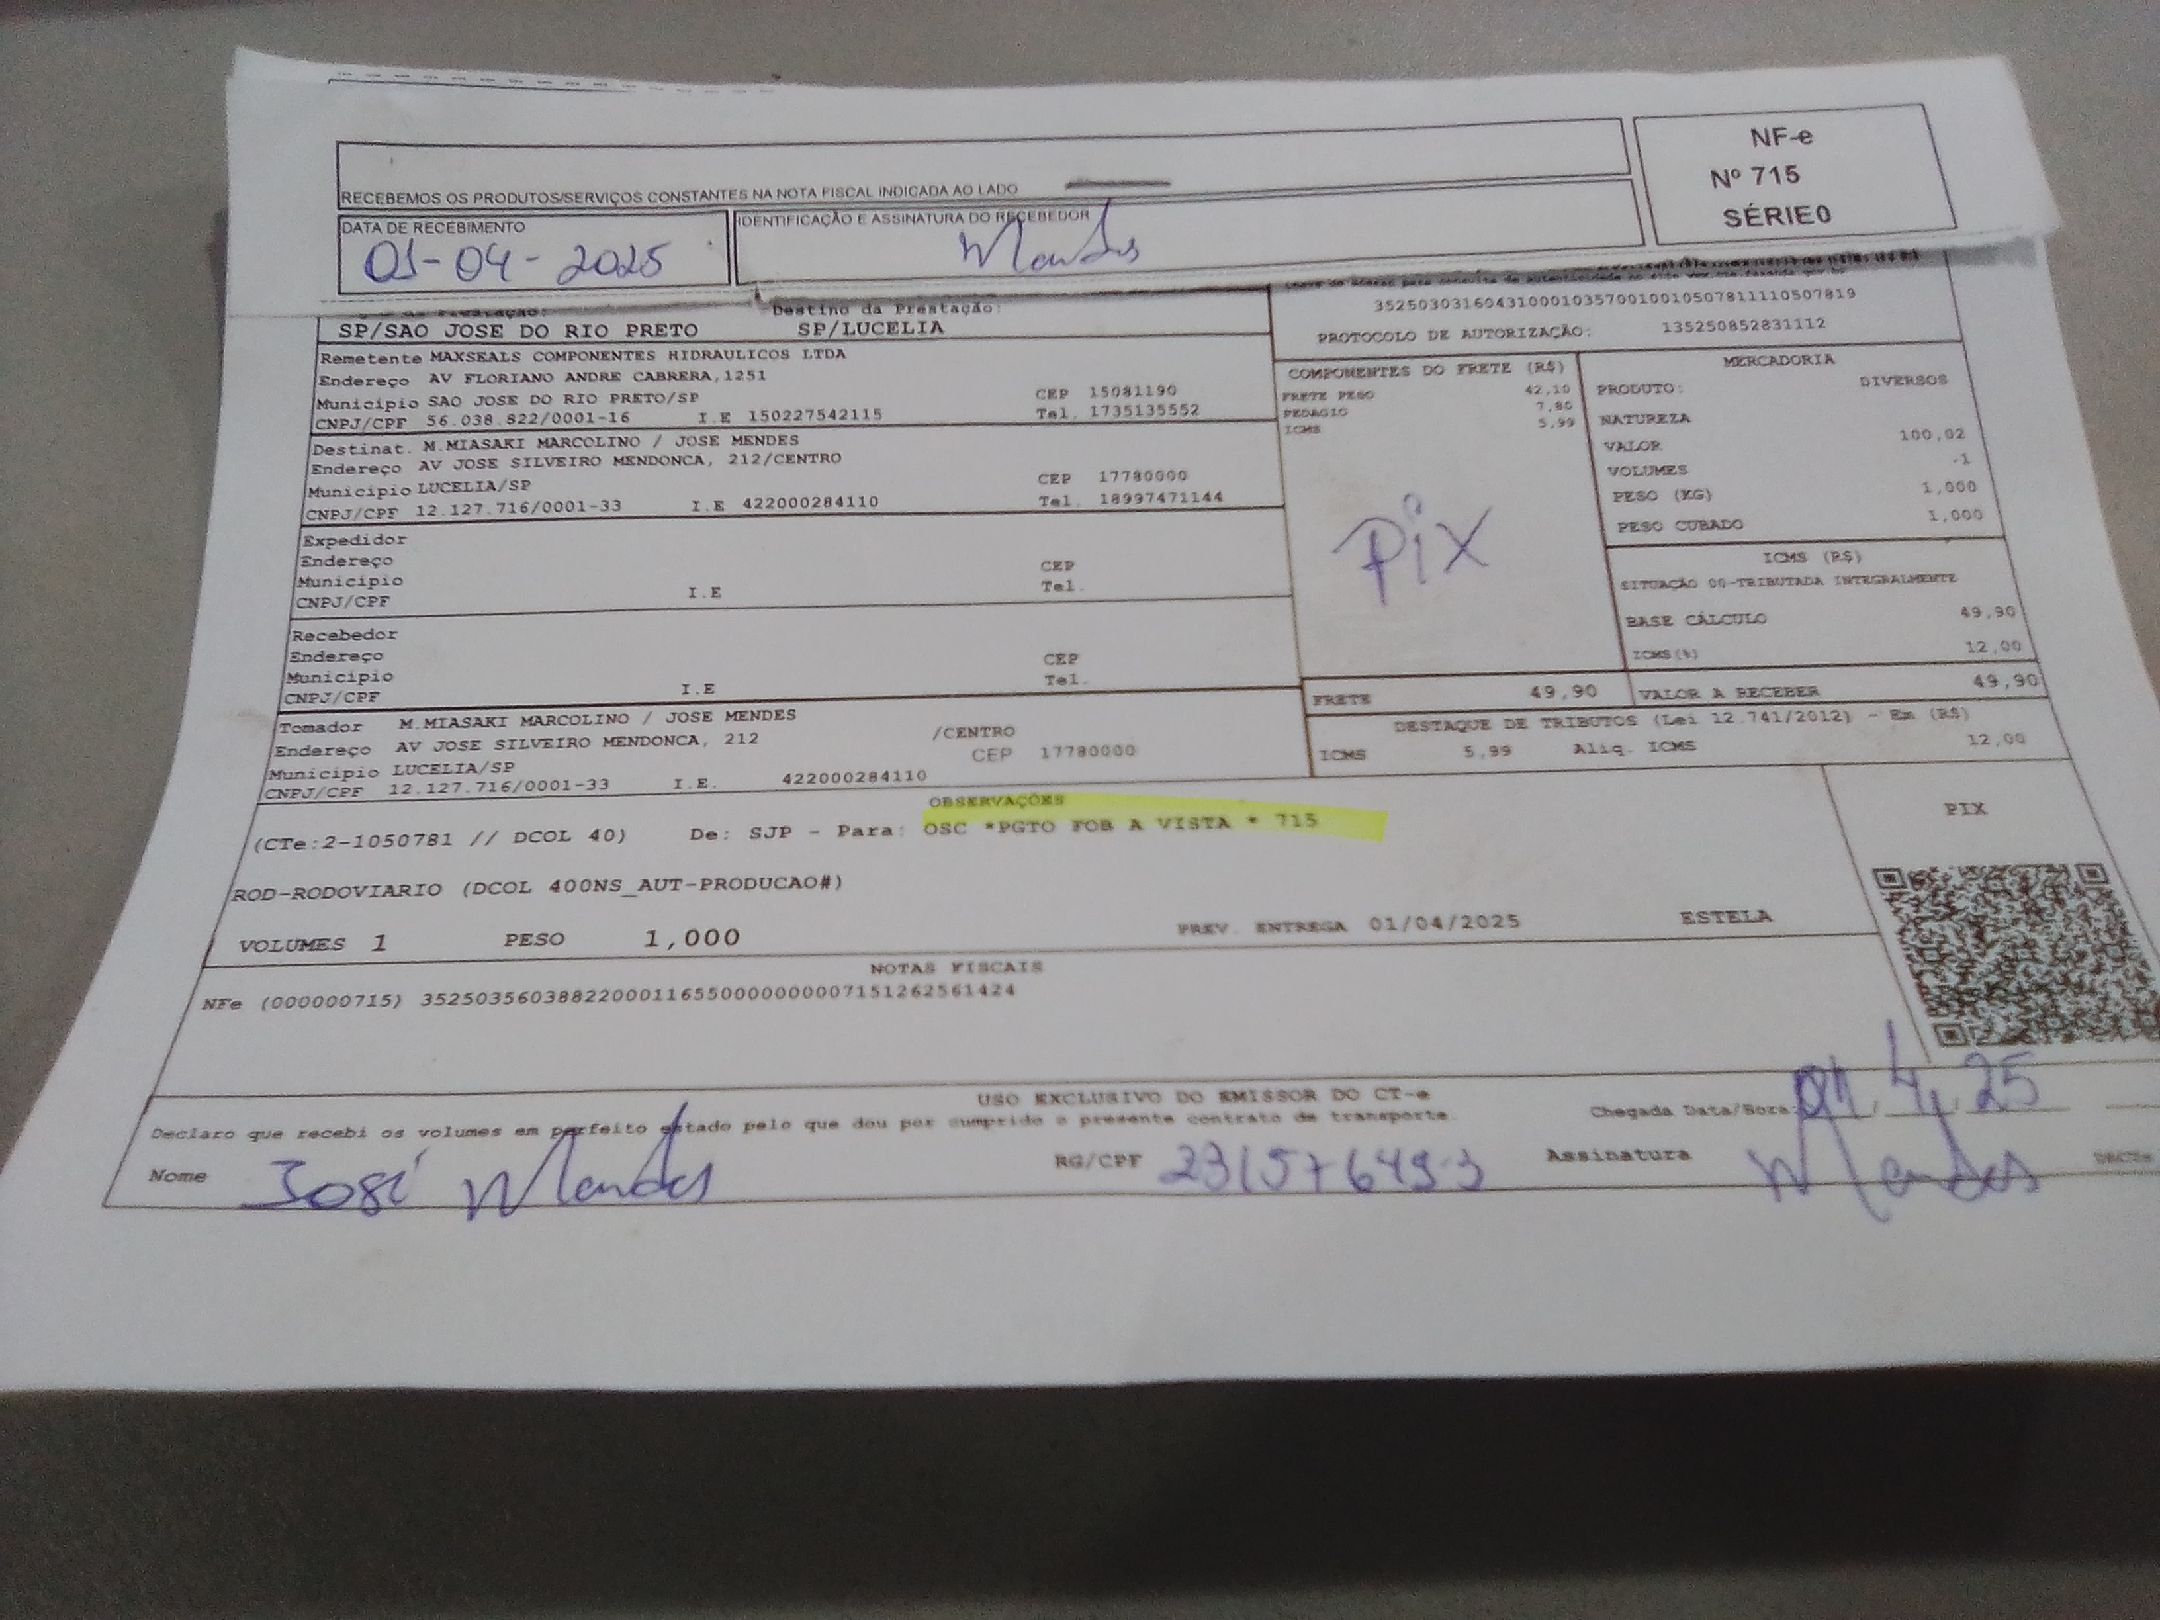 RECEBEMOS OS PRODUTOS/SERVIÇOS CONSTANTES NA NOTA FISCAL INDICADA AO LADO
NF-e
Nº 715
SÉRIE0
DATA DE RECEBIMENTO
01-04-2025
IDENTIFICAÇÃO E ASSINATURA DO RECEBEDOR
Mendes
Destino da Prestação:
SP/SAO JOSE DO RIO PRETO SP/LUCELIA
35250303160431000103570010010507811110507819
PROTOCOLO DE AUTORIZAÇÃO: 135250852831112
Remetente MAXSEALS COMPONENTES HIDRAULICOS LTDA
Endereço AV FLORIANO ANDRE CABRERA,1251
Município SAO JOSE DO RIO PRETO/SP CEP 15081190
CNPJ/CPF 56.038.822/0001-16 I.E 150227542115 Tel. 1735135552
Destinat. M.MIASAKI MARCOLINO / JOSE MENDES
Endereço AV JOSE SILVEIRO MENDONCA, 212/CENTRO
Município LUCELIA/SP CEP 17780000
CNPJ/CPF 12.127.716/0001-33 I.E 422000284110 Tel. 18997471144
Expedidor
Endereço CEP
Município Tel.
CNPJ/CPF I.E
Recebedor
Endereço CEP
Município Tel.
CNPJ/CPF I.E
Tomador M.MIASAKI MARCOLINO / JOSE MENDES
Endereço AV JOSE SILVEIRO MENDONCA, 212 /CENTRO
Município LUCELIA/SP CEP 17780000
CNPJ/CPF 12.127.716/0001-33 I.E. 422000284110
COMPONENTES DO FRETE (R$)
FRETE PESO 42,10
PEDAGIO 7,80
ICMS 5,99
Pix
MERCADORIA
PRODUTO: DIVERSOS
NATUREZA
VALOR 100,02
VOLUMES 1
PESO (KG) 1,000
PESO CUBADO 1,000
ICMS (R$)
SITUAÇÃO 00-TRIBUTADA INTEGRALMENTE
BASE CÁLCULO 49,90
ICMS(%) 12,00
FRETE 49,90 VALOR A RECEBER 49,90
DESTAQUE DE TRIBUTOS (Lei 12.741/2012) - Em (R$)
ICMS 5,99 Aliq. ICMS 12,00
OBSERVAÇÕES
(CTe:2-1050781 // DCOL 40) De: SJP - Para: OSC *PGTO FOB A VISTA * 715
PIX
ROD-RODOVIARIO (DCOL 400NS_AUT-PRODUCAO#)
VOLUMES 1 PESO 1,000 PREV. ENTREGA 01/04/2025 ESTELA
NOTAS FISCAIS
NFe (000000715) 35250356038822000116550000000007151262561424
USO EXCLUSIVO DO EMISSOR DO CT-e
Declaro que recebi os volumes em perfeito estado pelo que dou por cumprido o presente contrato de transporte.
Chegada Data/Hora: 01, 4, 25
Nome José Mendes RG/CPF Assinatura Mendes